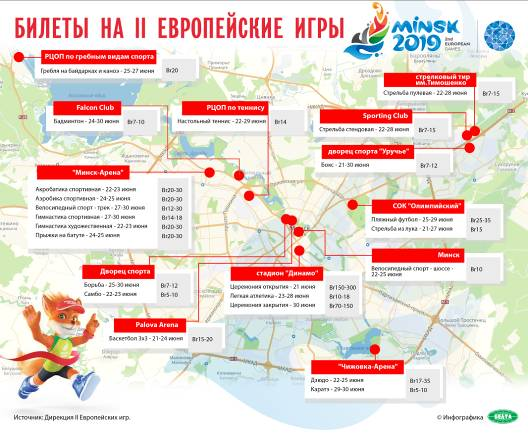 БИЛЕТЫ НА II ЕВРОПЕЙСКИЕ ИГРЫ
MiNSK
2019
2nd
EUROPEAN
GAMES
РЦОП по гребным видам спорта
Гребля на байдарках и каноэ - 25-27 июня Br20
стрелковый тир
им.Тимошенко
Стрельба пулевая - 22-28 июня Br7-15
Falcon Club
Бадминтон - 24-30 июня Br7-10
РЦОП по теннису
Настольный теннис - 22-29 июня Br14
Sporting Club
Стрельба стендовая - 22-28 июня Br7-15
дворец спорта "Уручье"
Бокс - 21-30 июня Br7-12
"Минск-Арена"
Акробатика спортивная - 22-23 июня Br20-30
Аэробика спортивная - 24-25 июня Br20-30
Велосипедный спорт - трек - 27-30 июня Br12-30
Гимнастика спортивная - 27-30 июня Br14-18
Гимнастика художественная - 22-23 июня Br20-30
Прыжки на батуте - 24-25 июня Br20-30
СОК "Олимпийский"
Пляжный футбол - 25-29 июня Br25-35
Стрельба из лука - 21-27 июня Br15
Минск
Велосипедный спорт - шоссе -
22-25 июня Br10
Дворец спорта
Борьба - 25-30 июня Br7-12
Самбо - 22-23 июня Br5-10
стадион "Динамо"
Церемония открытия - 21 июня Br150-300
Легкая атлетика - 23-28 июня Br10-18
Церемония закрытия - 30 июня Br70-150
Palova Arena
Баскетбол 3х3 - 21-24 июня Br15-20
"Чижовка-Арена"
Дзюдо - 22-25 июня Br17-35
Каратэ - 29-30 июня Br5-10
Источник: Дирекция II Европейских игр.
© Инфографика
БЕЛТА